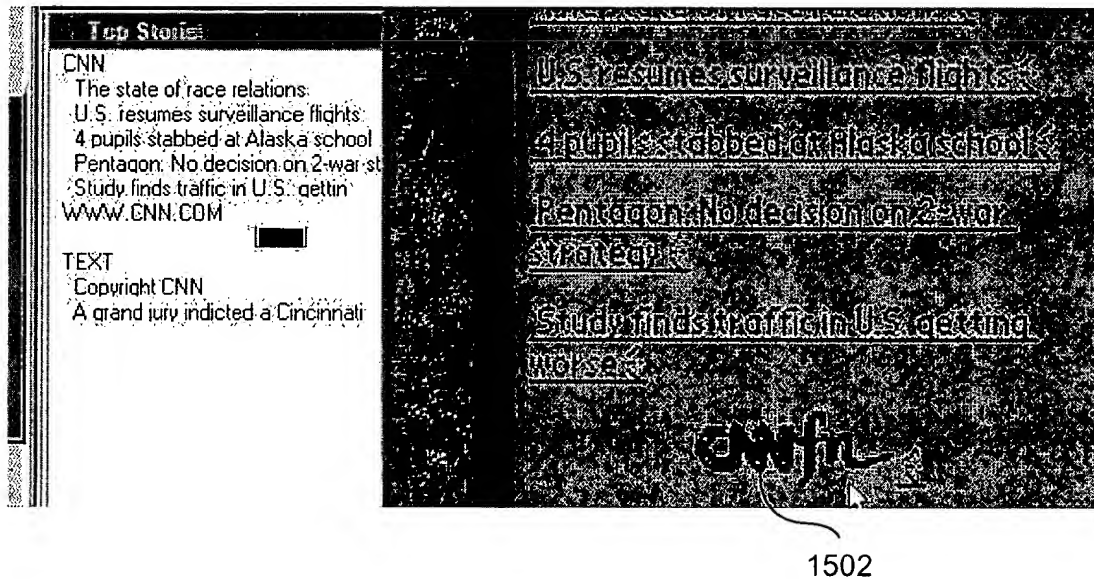 Top Stories
CNN
The state of race relations
U.S. resumes surveillance flights
4 pupils stabbed at Alaska school
Pentagon: No decision on 2-war st
Study finds traffic in U.S. gettin
WWW.CNN.COM
TEXT
Copyright CNN
A grand jury indicted a Cincinnati
U.S. resumes surveillance flights
4 pupils stabbed at Alaska school
Pentagon: No decision on 2-war
strategy
Study finds traffic in U.S. getting
worse
CNNfn
1502